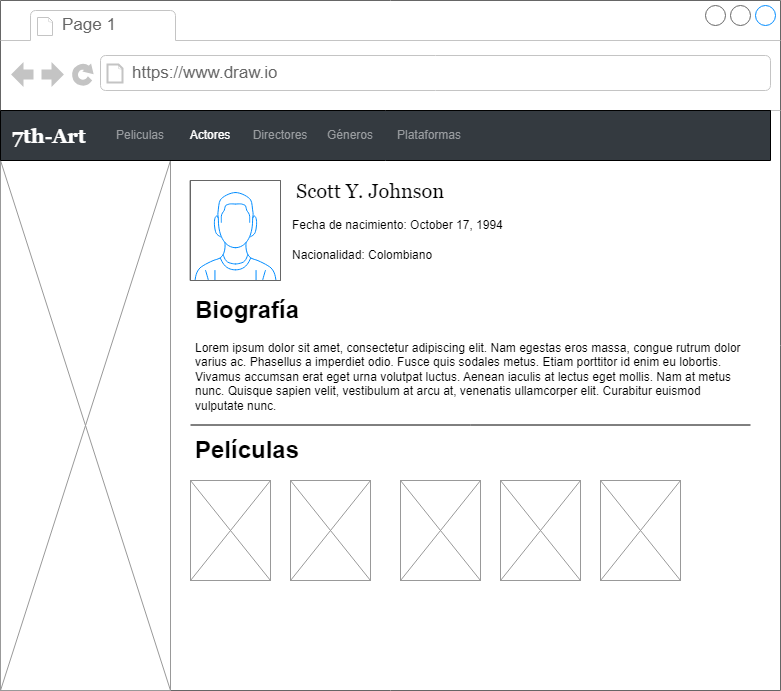 Page 1
https://www.draw.io
7th-Art Peliculas Actores Directores Géneros Plataformas
Scott Y. Johnson
Fecha de nacimiento: October 17, 1994
Nacionalidad: Colombiano
Biografía
Lorem ipsum dolor sit amet, consectetur adipiscing elit. Nam egestas eros massa, congue rutrum dolor
varius ac. Phasellus a imperdiet odio. Fusce quis sodales metus. Etiam porttitor id enim eu lobortis.
Vivamus accumsan erat eget urna volutpat luctus. Aenean iaculis at lectus eget mollis. Nam at metus
nunc. Quisque sapien velit, vestibulum at arcu at, venenatis ullamcorper elit. Curabitur euismod
vulputate nunc.
Películas